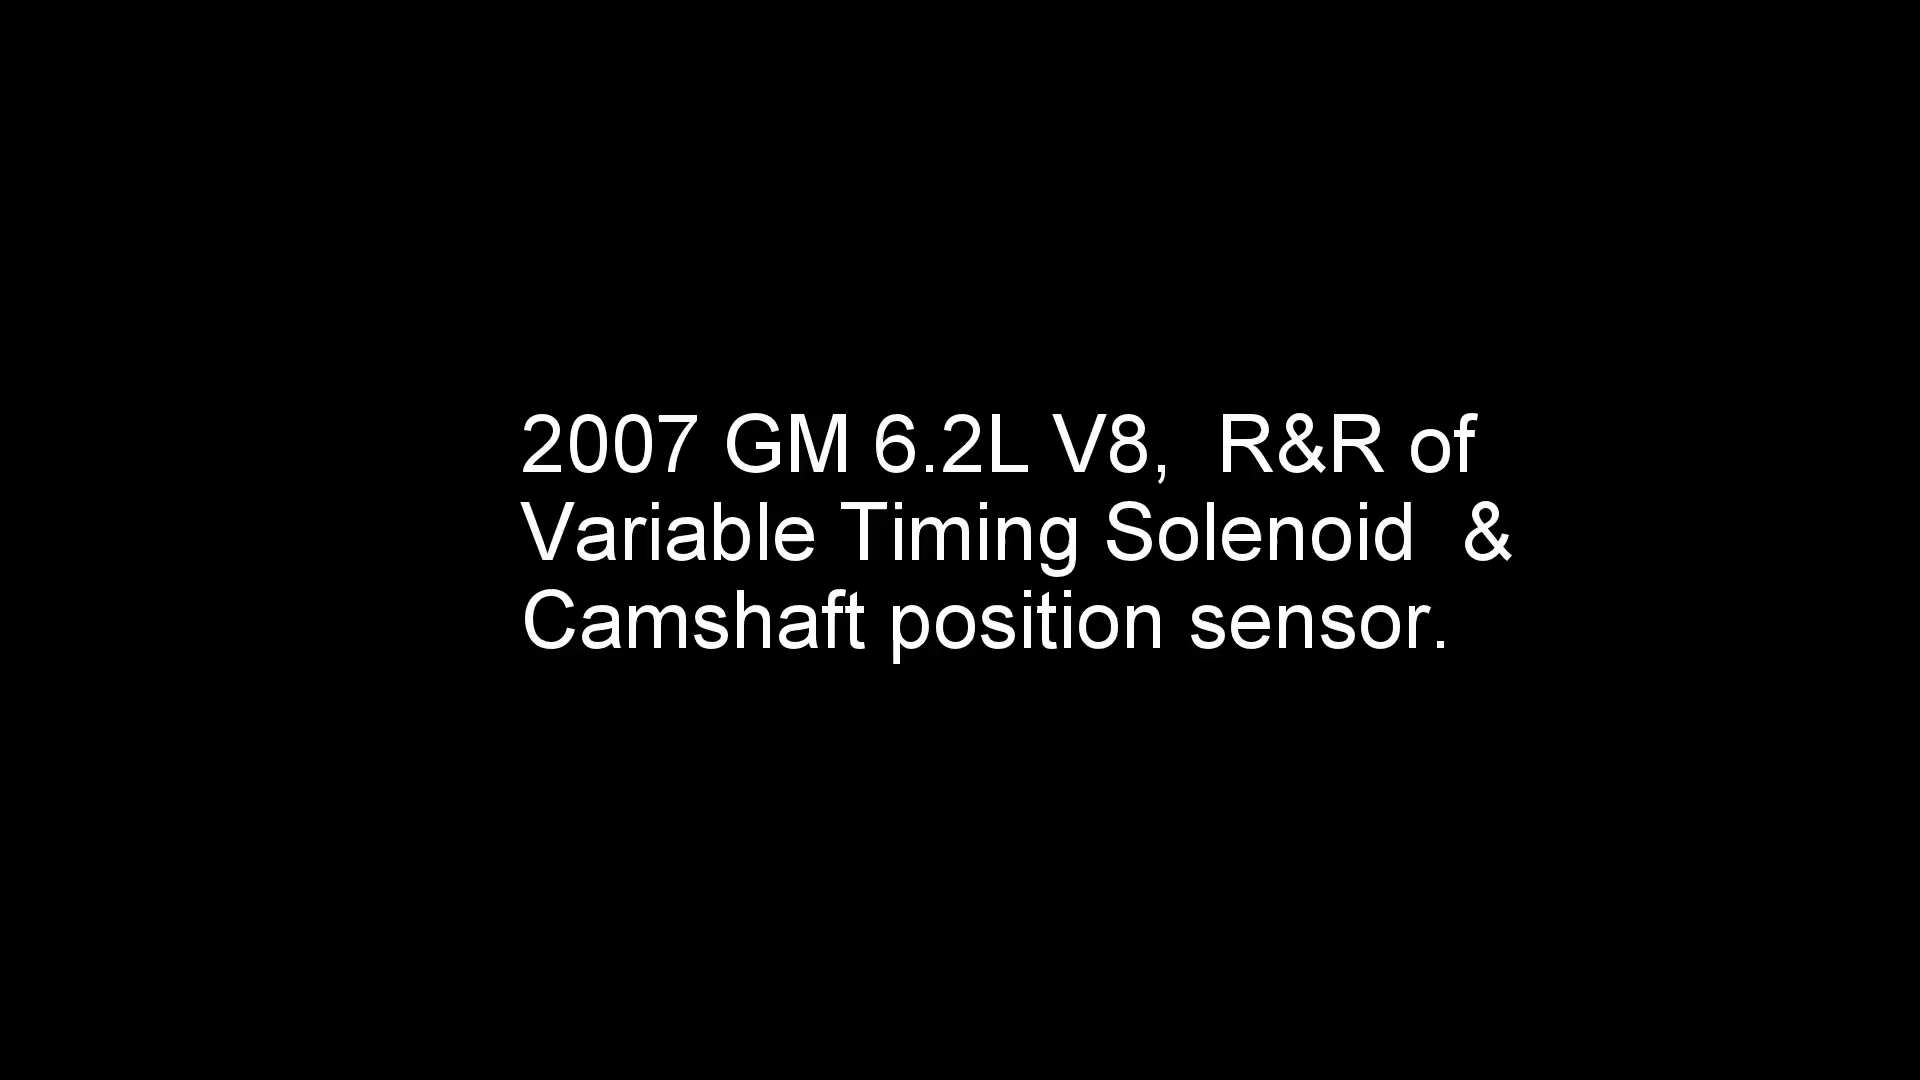 2007 GM 6.2L V8,  R&R of
Variable Timing Solenoid  &
Camshaft position sensor.